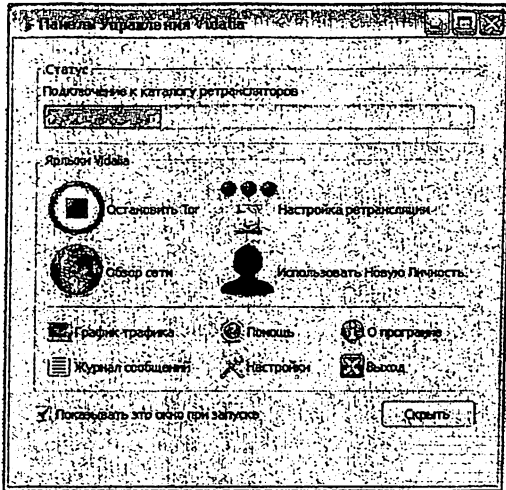 Панель Управления Vidalia
Статус
Подключение к каталогу ретрансляторов
Ярлыки Vidalia
Остановить Tor
Настройка ретрансляции
Обзор сети
Использовать Новую Личность
График трафика
Помощь
О програме
Журнал сообщений
Настройки
Выход
Показывать это окно при запуске
Скрыть